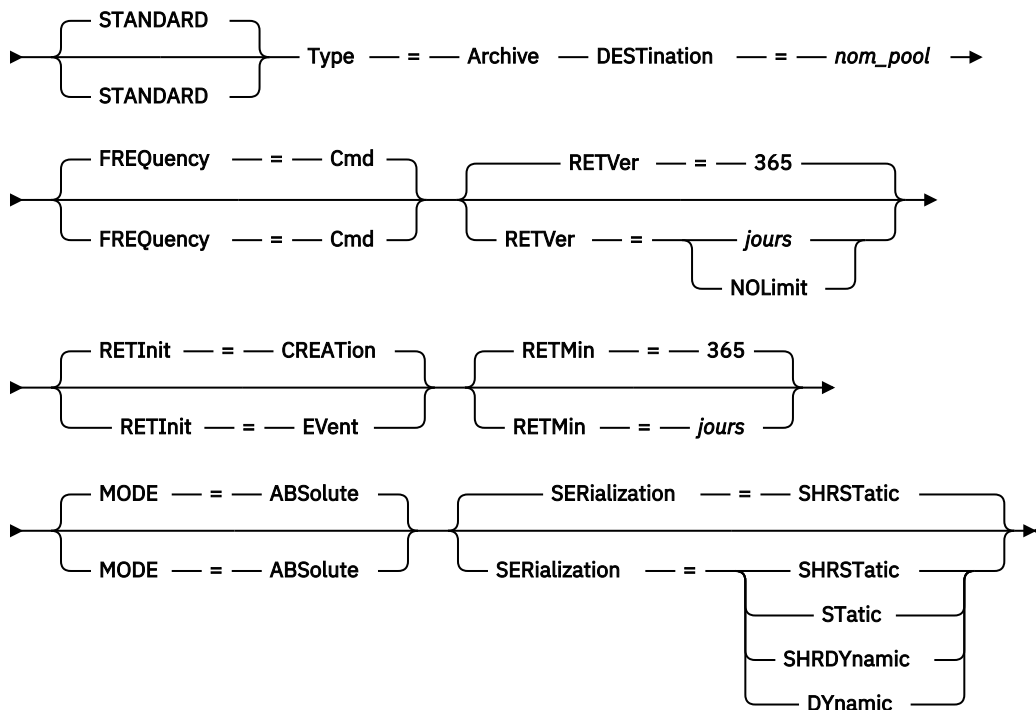 STANDARD
STANDARD Type = Archive DESTination = nom_pool
FREQuency = Cmd RETVer = 365
FREQuency = Cmd RETVer = jours
NOLimit
RETInit = CREATion RETMin = 365
RETInit = EVent RETMin = jours
MODE = ABSolute SERialization = SHRSTatic
MODE = ABSolute SERialization = SHRSTatic
STatic
SHRDYnamic
DYnamic